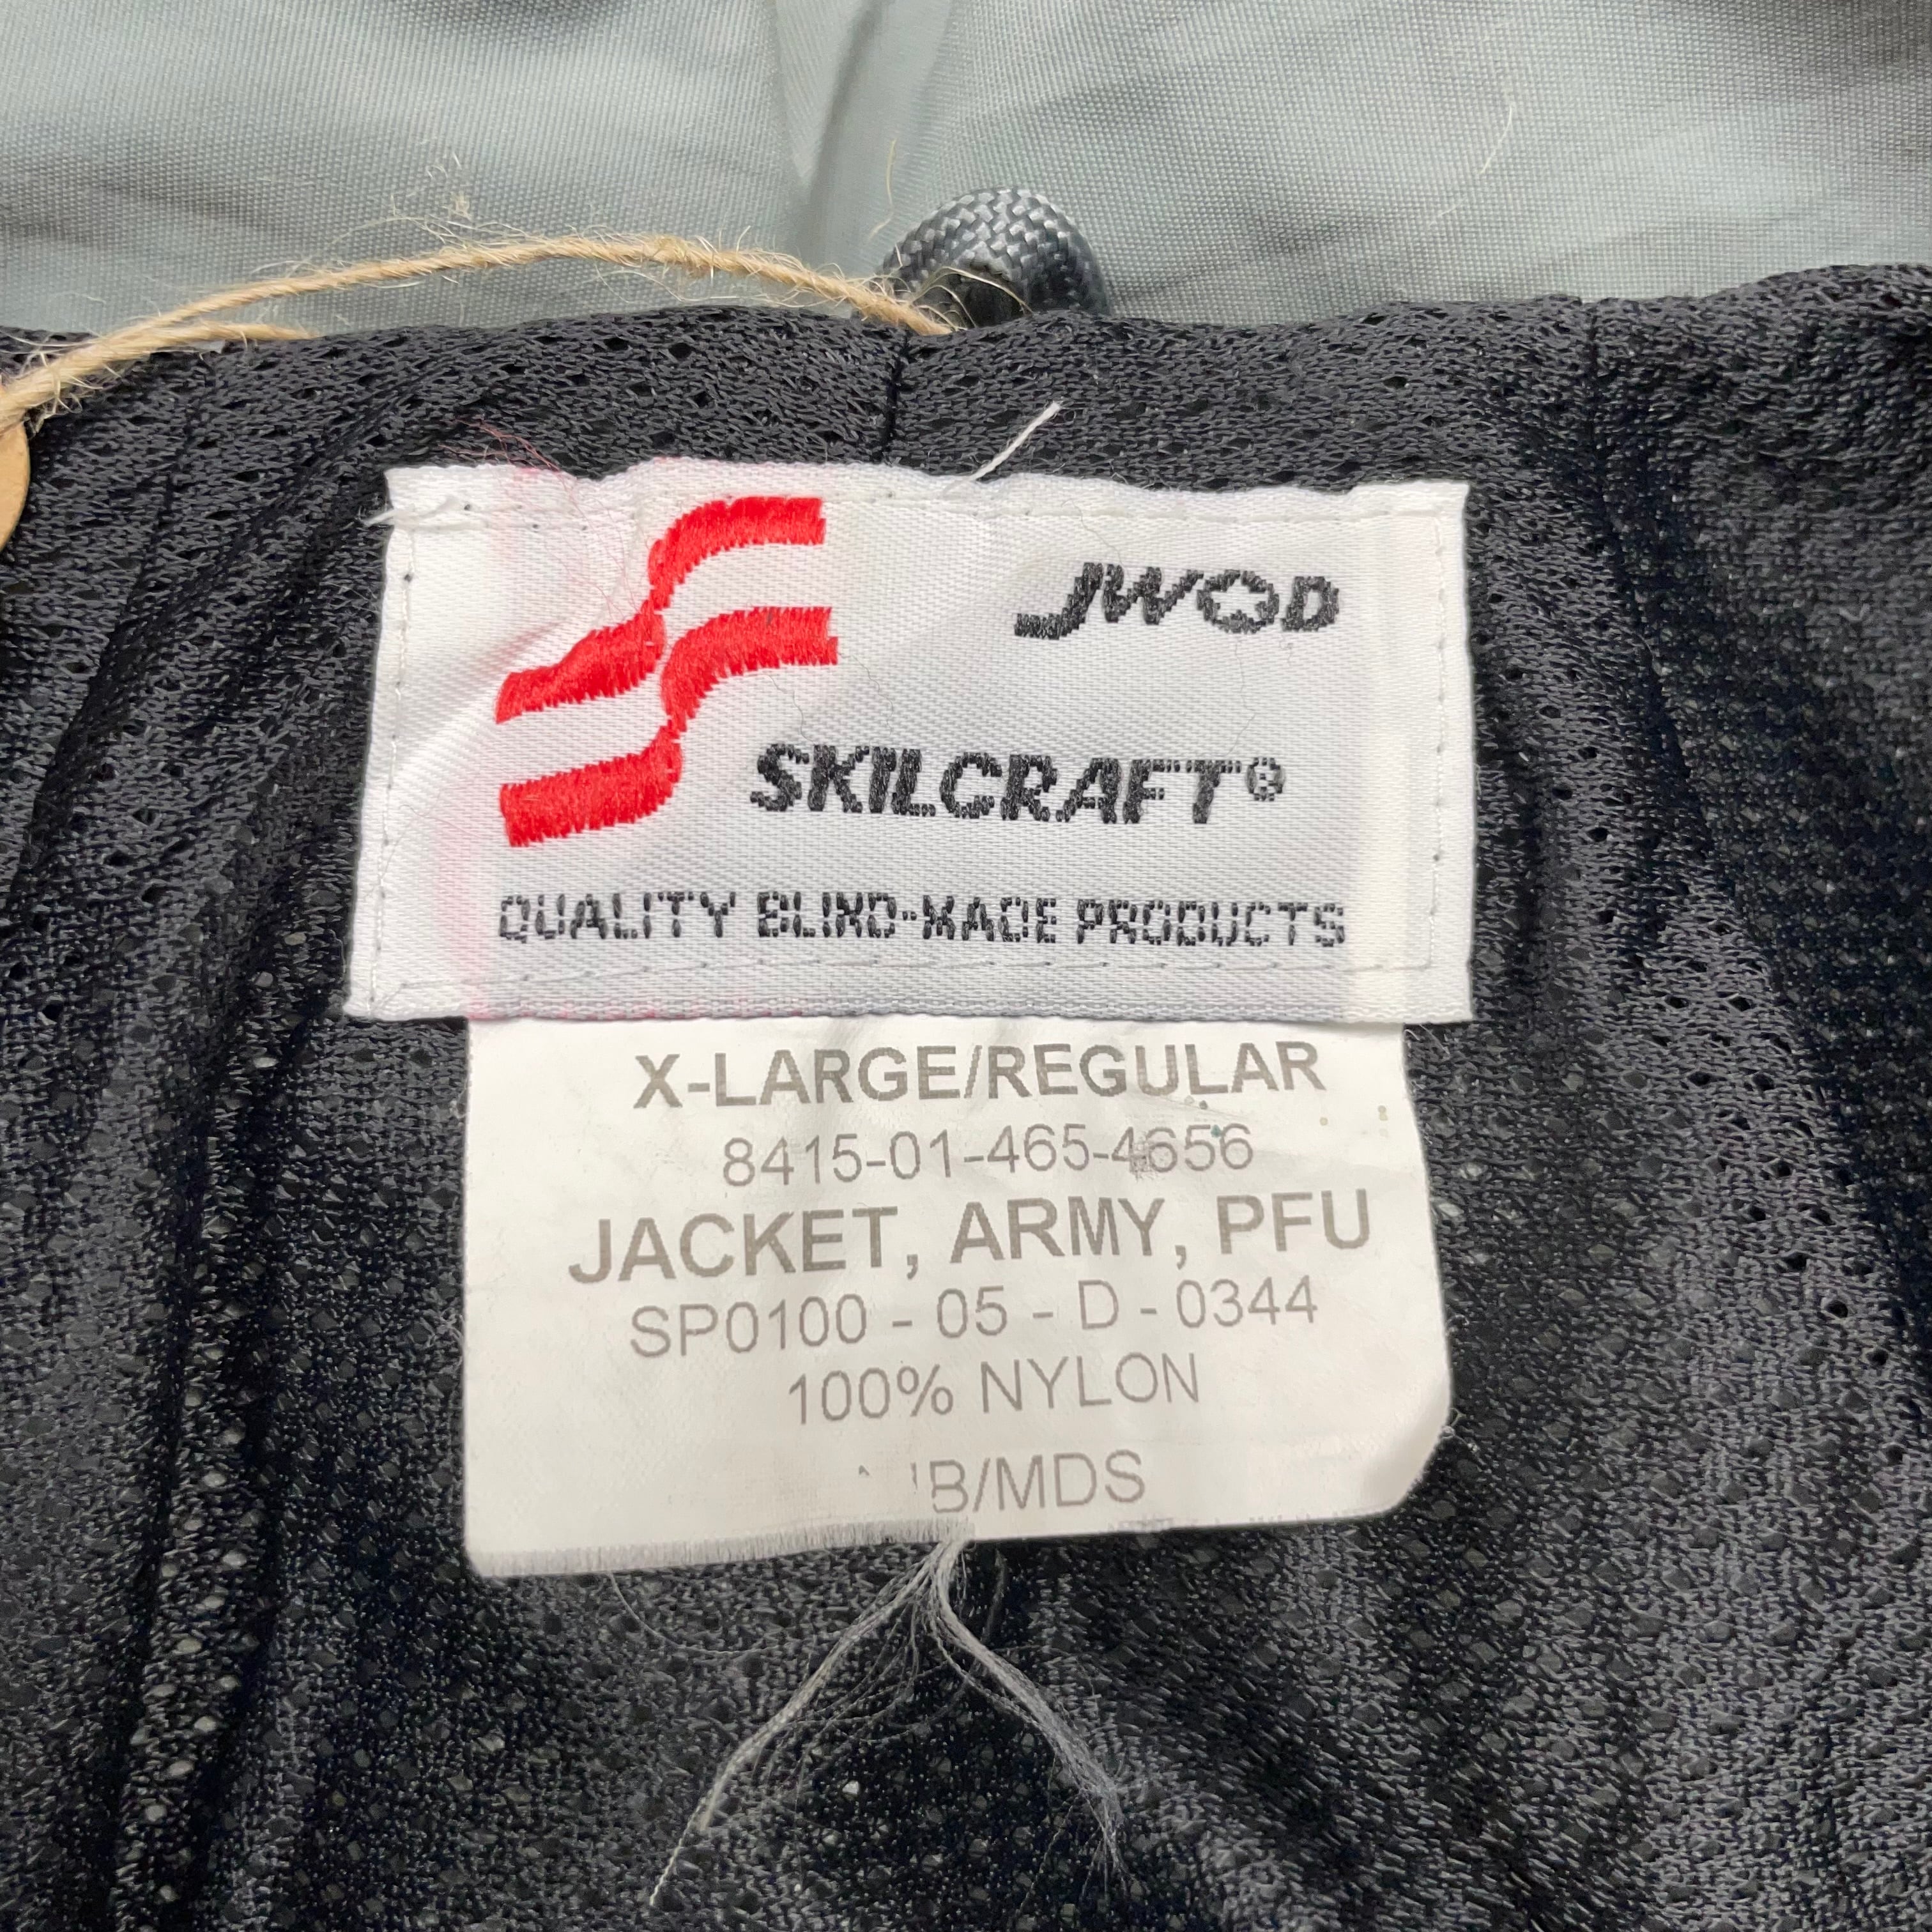 JWOD
SKILCRAFT®
QUALITY BLIND-MADE PRODUCTS
X-LARGE/REGULAR
8415-01-465-4656
JACKET, ARMY, PFU
SP0100 - 05 - D - 0344
100% NYLON
B/MDS